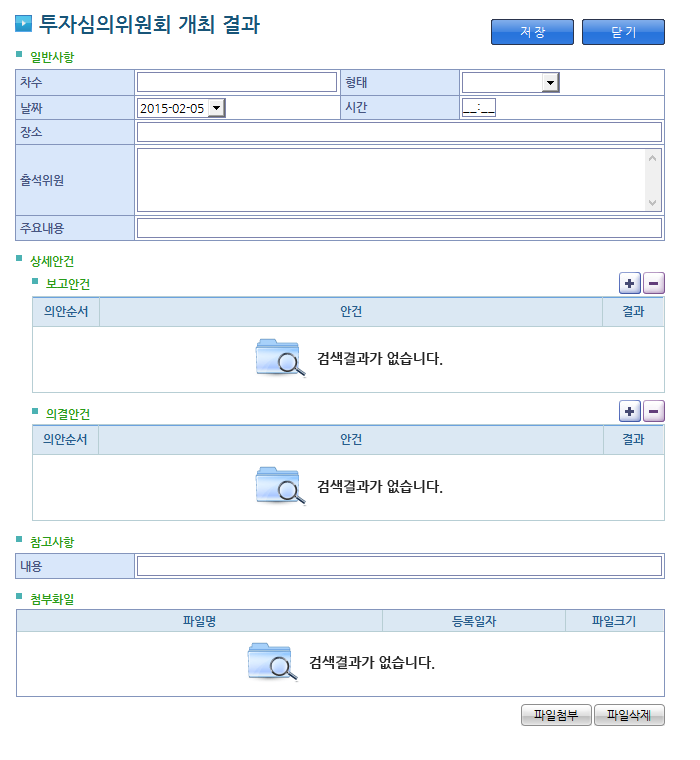 투자심의위원회 개최 결과
저 장 닫 기
일반사항
차수 형태
날짜 2015-02-05 시간 __:__
장소
출석위원
주요내용
상세안건
보고안건
의안순서 안건 결과
검색결과가 없습니다.
의결안건
의안순서 안건 결과
검색결과가 없습니다.
참고사항
내용
첨부화일
파일명 등록일자 파일크기
검색결과가 없습니다.
파일첨부 파일삭제